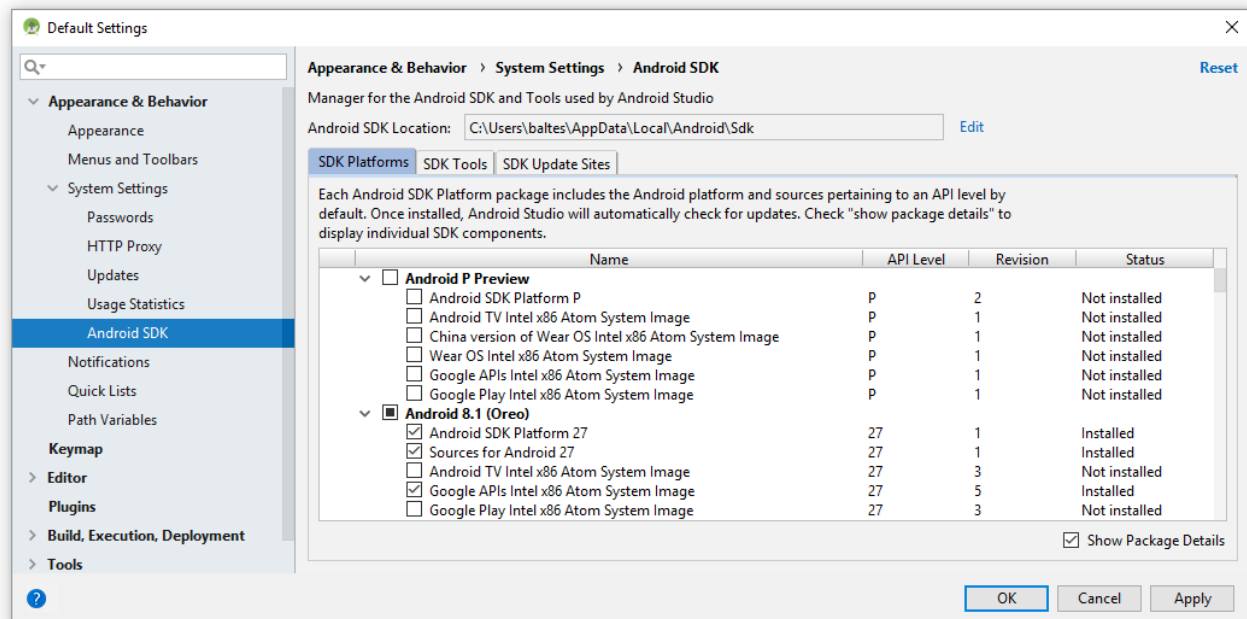 Default Settings
Appearance & Behavior
Appearance
Menus and Toolbars
System Settings
Passwords
HTTP Proxy
Updates
Usage Statistics
Android SDK
Notifications
Quick Lists
Path Variables
Keymap
Editor
Plugins
Build, Execution, Deployment
Tools
Appearance & Behavior > System Settings > Android SDK Reset
Manager for the Android SDK and Tools used by Android Studio
Android SDK Location: C:\Users\baltes\AppData\Local\Android\Sdk Edit
SDK Platforms SDK Tools SDK Update Sites
Each Android SDK Platform package includes the Android platform and sources pertaining to an API level by
default. Once installed, Android Studio will automatically check for updates. Check "show package details" to
display individual SDK components.
Name API Level Revision Status
Android P Preview
Android SDK Platform P P 2 Not installed
Android TV Intel x86 Atom System Image P 1 Not installed
China version of Wear OS Intel x86 Atom System Image P 1 Not installed
Wear OS Intel x86 Atom System Image P 1 Not installed
Google APIs Intel x86 Atom System Image P 1 Not installed
Google Play Intel x86 Atom System Image P 1 Not installed
Android 8.1 (Oreo)
Android SDK Platform 27 27 1 Installed
Sources for Android 27 27 1 Installed
Android TV Intel x86 Atom System Image 27 3 Not installed
Google APIs Intel x86 Atom System Image 27 5 Installed
Google Play Intel x86 Atom System Image 27 3 Not installed
Show Package Details
? OK Cancel Apply